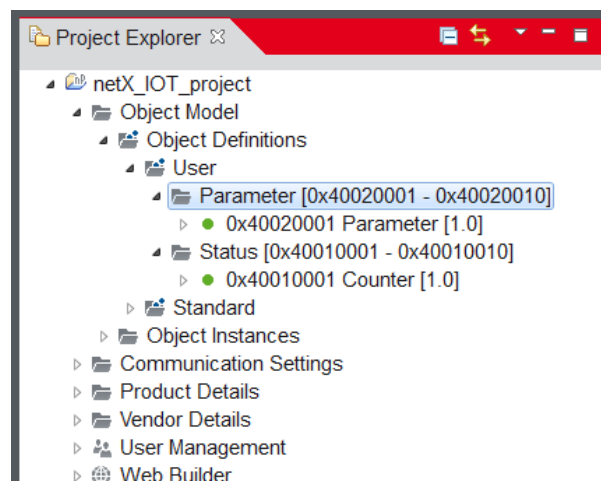 Project Explorer
netX_IOT_project
Object Model
Object Definitions
User
Parameter [0x40020001 - 0x40020010]
0x40020001 Parameter [1.0]
Status [0x40010001 - 0x40010010]
0x40010001 Counter [1.0]
Standard
Object Instances
Communication Settings
Product Details
Vendor Details
User Management
Web Builder